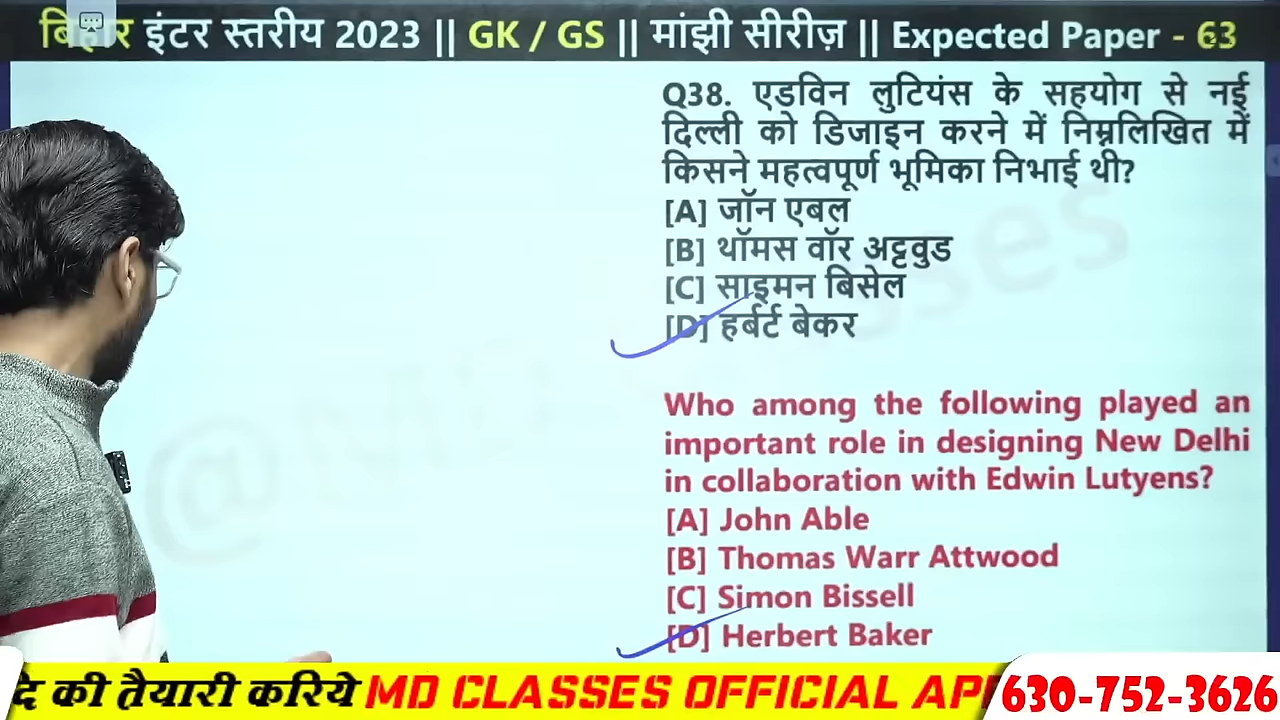 बिहार इंटर स्तरीय 2023 || GK / GS || मांझी सीरीज़ || Expected Paper - 63
Q38. एडविन लुटियंस के सहयोग से नई
दिल्ली को डिजाइन करने में निम्नलिखित में
किसने महत्वपूर्ण भूमिका निभाई थी?
[A] जॉन एबल
[B] थॉमस वॉर अट्टवुड
[C] साइमन बिसेल
[D] हर्बर्ट बेकर
Who among the following played an
important role in designing New Delhi
in collaboration with Edwin Lutyens?
[A] John Able
[B] Thomas Warr Attwood
[C] Simon Bissell
[D] Herbert Baker
की तैयारी करिये MD CLASSES OFFICIAL AP
630-752-3626